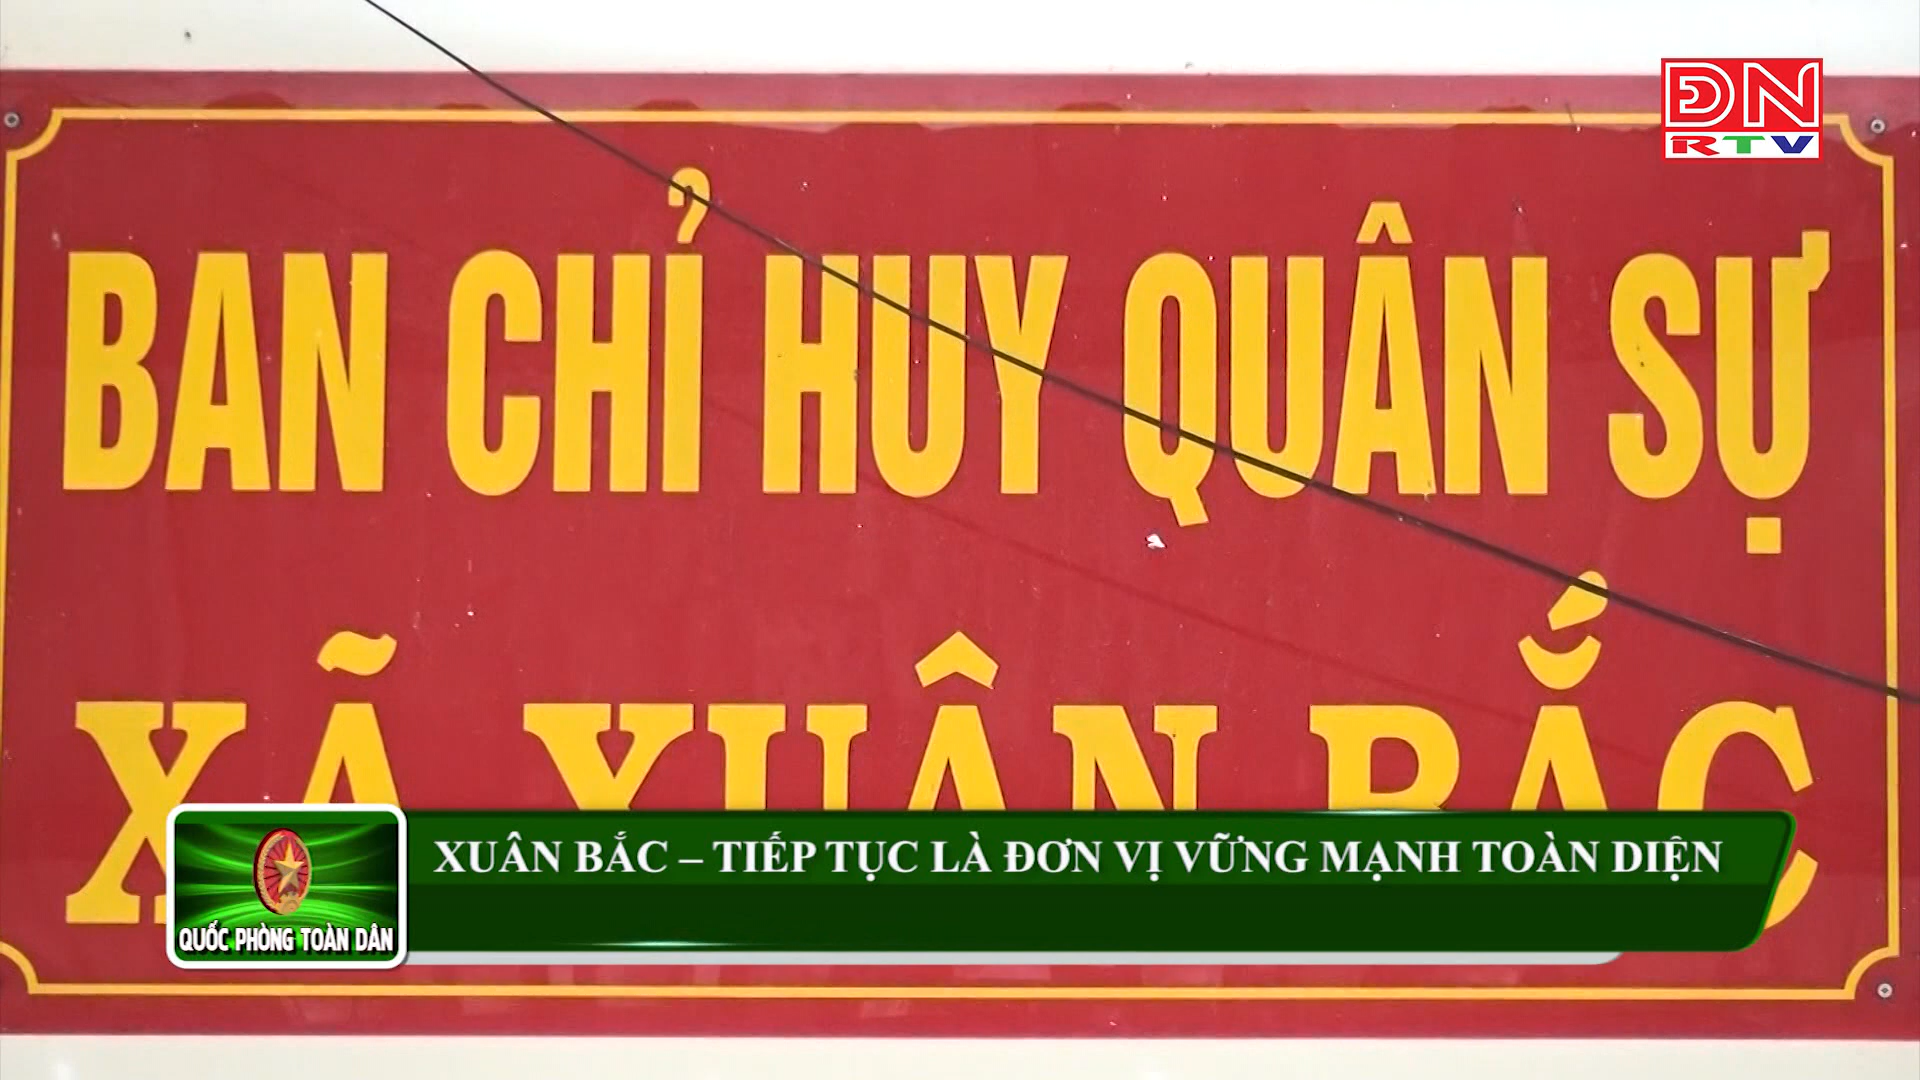 ĐN
RTV
BAN CHỈ HUY QUÂN SỰ
XÃ XUÂN BẮC
XUÂN BẮC – TIẾP TỤC LÀ ĐƠN VỊ VỮNG MẠNH TOÀN DIỆN
QUỐC PHÒNG TOÀN DÂN